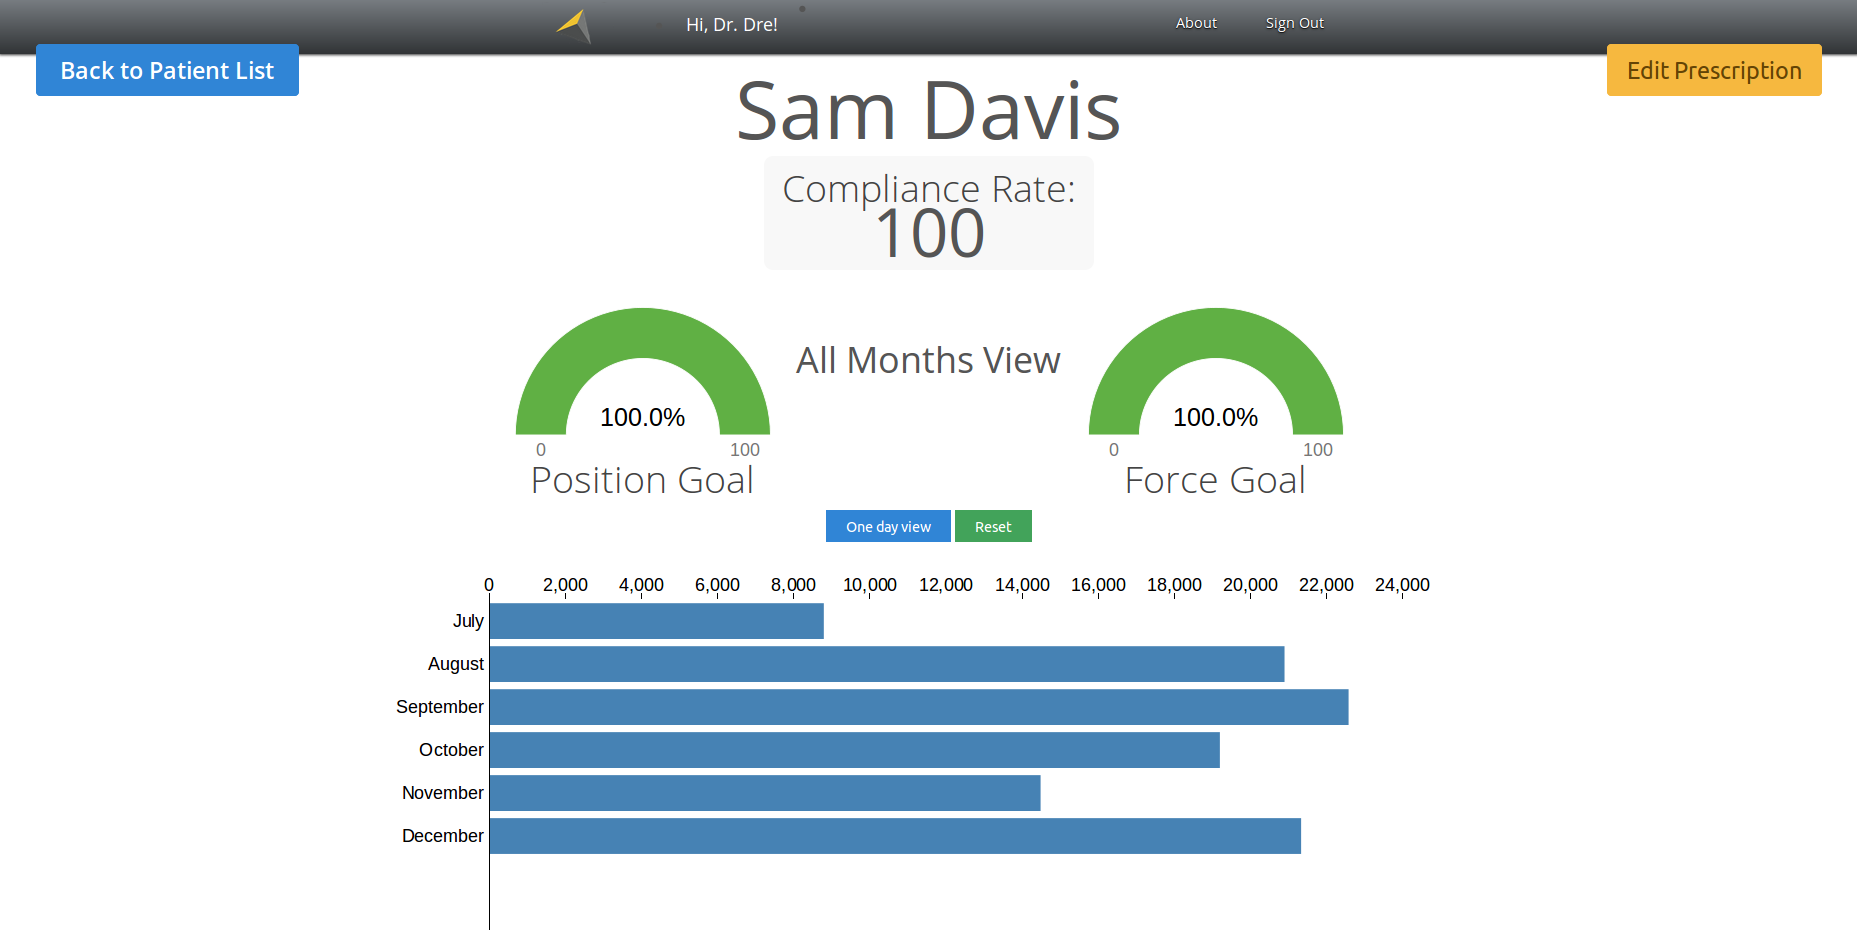 Hi, Dr. Dre!
About
Sign Out
Back to Patient List
Edit Prescription
Sam Davis
Compliance Rate:
100
All Months View
100.0%
0 100
Position Goal
100.0%
0 100
Force Goal
One day view
Reset
0 2,000 4,000 6,000 8,000 10,000 12,000 14,000 16,000 18,000 20,000 22,000 24,000
July
August
September
October
November
December